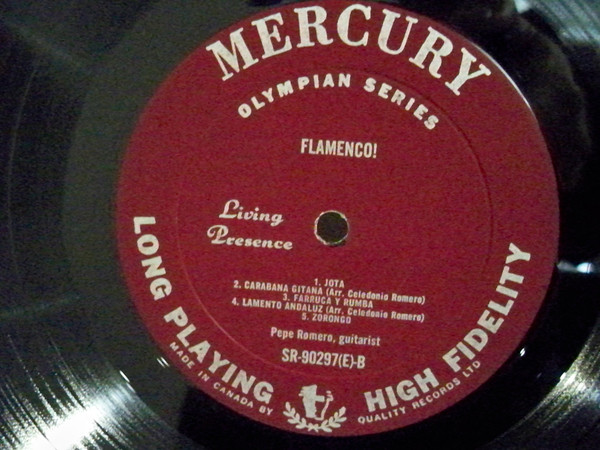 MERCURY
OLYMPIAN SERIES
FLAMENCO!
Living
Presence
1. JOTA
2. CARABANA GITANA (Arr. Celedonio Romero)
3. FARRUCA Y RUMBA
4. LAMENTO ANDALUZ (Arr. Celedonio Romero)
5. ZORONGO
Pepe Romero, guitarist
SR-90297(E)-B
LONG PLAYING HIGH FIDELITY
MADE IN CANADA BY QUALITY RECORDS LTD